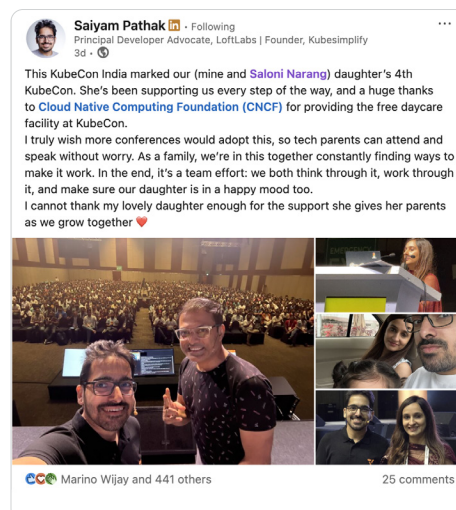 Saiyam Pathak in • Following
Principal Developer Advocate, LoftLabs | Founder, Kubesimplify
3d •
This KubeCon India marked our (mine and Saloni Narang) daughter's 4th
KubeCon. She's been supporting us every step of the way, and a huge thanks
to Cloud Native Computing Foundation (CNCF) for providing the free daycare
facility at KubeCon.
I truly wish more conferences would adopt this, so tech parents can attend and
speak without worry. As a family, we're in this together constantly finding ways to
make it work. In the end, it's a team effort: we both think through it, work through
it, and make sure our daughter is in a happy mood too.
I cannot thank my lovely daughter enough for the support she gives her parents
as we grow together ❤️
Marino Wijay and 441 others
25 comments